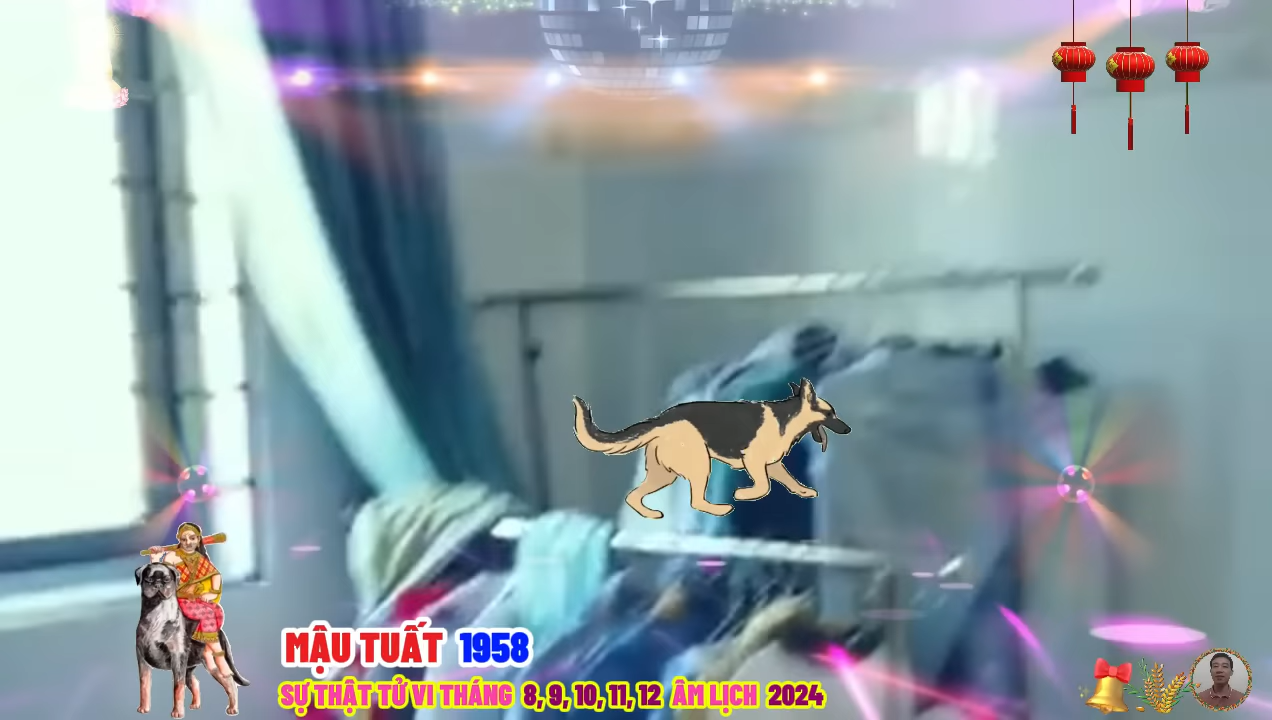 MẬU TUẤT 1958
SỰ THẬT TỬ VI THÁNG 8, 9, 10, 11, 12 ÂM LỊCH 2024